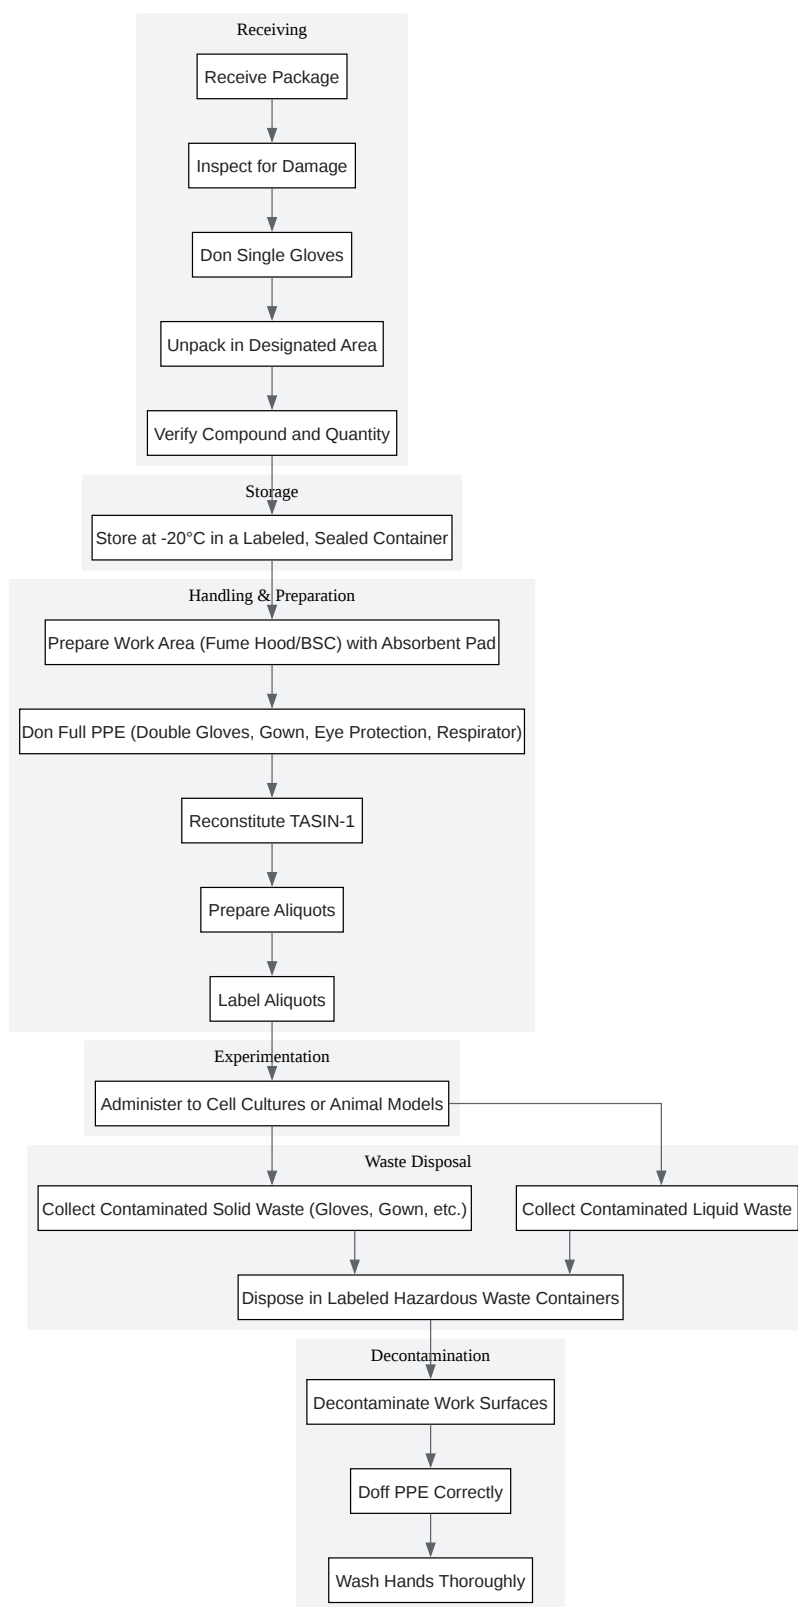 Receiving
Receive Package
Inspect for Damage
Don Single Gloves
Unpack in Designated Area
Verify Compound and Quantity
Storage
Store at -20°C in a Labeled, Sealed Container
Handling & Preparation
Prepare Work Area (Fume Hood/BSC) with Absorbent Pad
Don Full PPE (Double Gloves, Gown, Eye Protection, Respirator)
Reconstitute TASIN-1
Prepare Aliquots
Label Aliquots
Experimentation
Administer to Cell Cultures or Animal Models
Waste Disposal
Collect Contaminated Solid Waste (Gloves, Gown, etc.)
Collect Contaminated Liquid Waste
Dispose in Labeled Hazardous Waste Containers
Decontamination
Decontaminate Work Surfaces
Doff PPE Correctly
Wash Hands Thoroughly